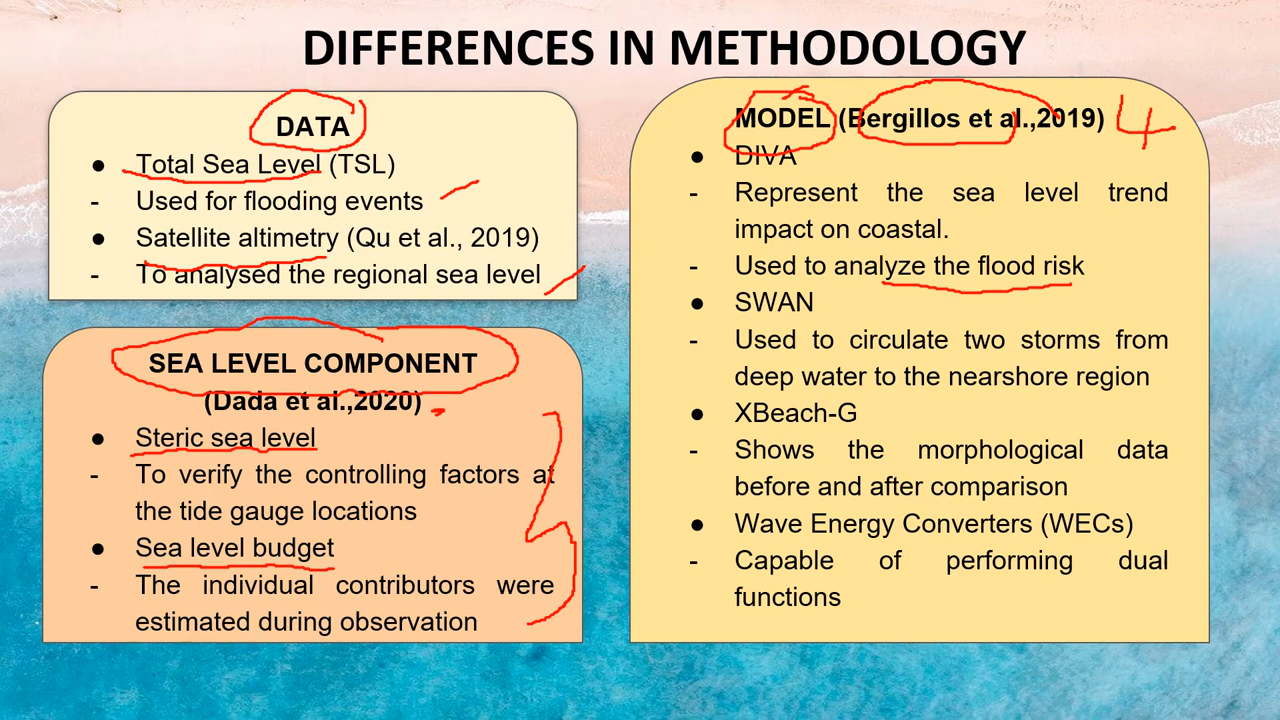 DIFFERENCES IN METHODOLOGY
DATA
● Total Sea Level (TSL)
- Used for flooding events
● Satellite altimetry (Qu et al., 2019)
- To analysed the regional sea level
SEA LEVEL COMPONENT
(Dada et al.,2020)
● Steric sea level
- To verify the controlling factors at
the tide gauge locations
● Sea level budget
- The individual contributors were
estimated during observation
MODEL (Bergillos et al.,2019) 4
● DIVA
- Represent the sea level trend
impact on coastal.
- Used to analyze the flood risk
● SWAN
- Used to circulate two storms from
deep water to the nearshore region
● XBeach-G
- Shows the morphological data
before and after comparison
● Wave Energy Converters (WECs)
- Capable of performing dual
functions